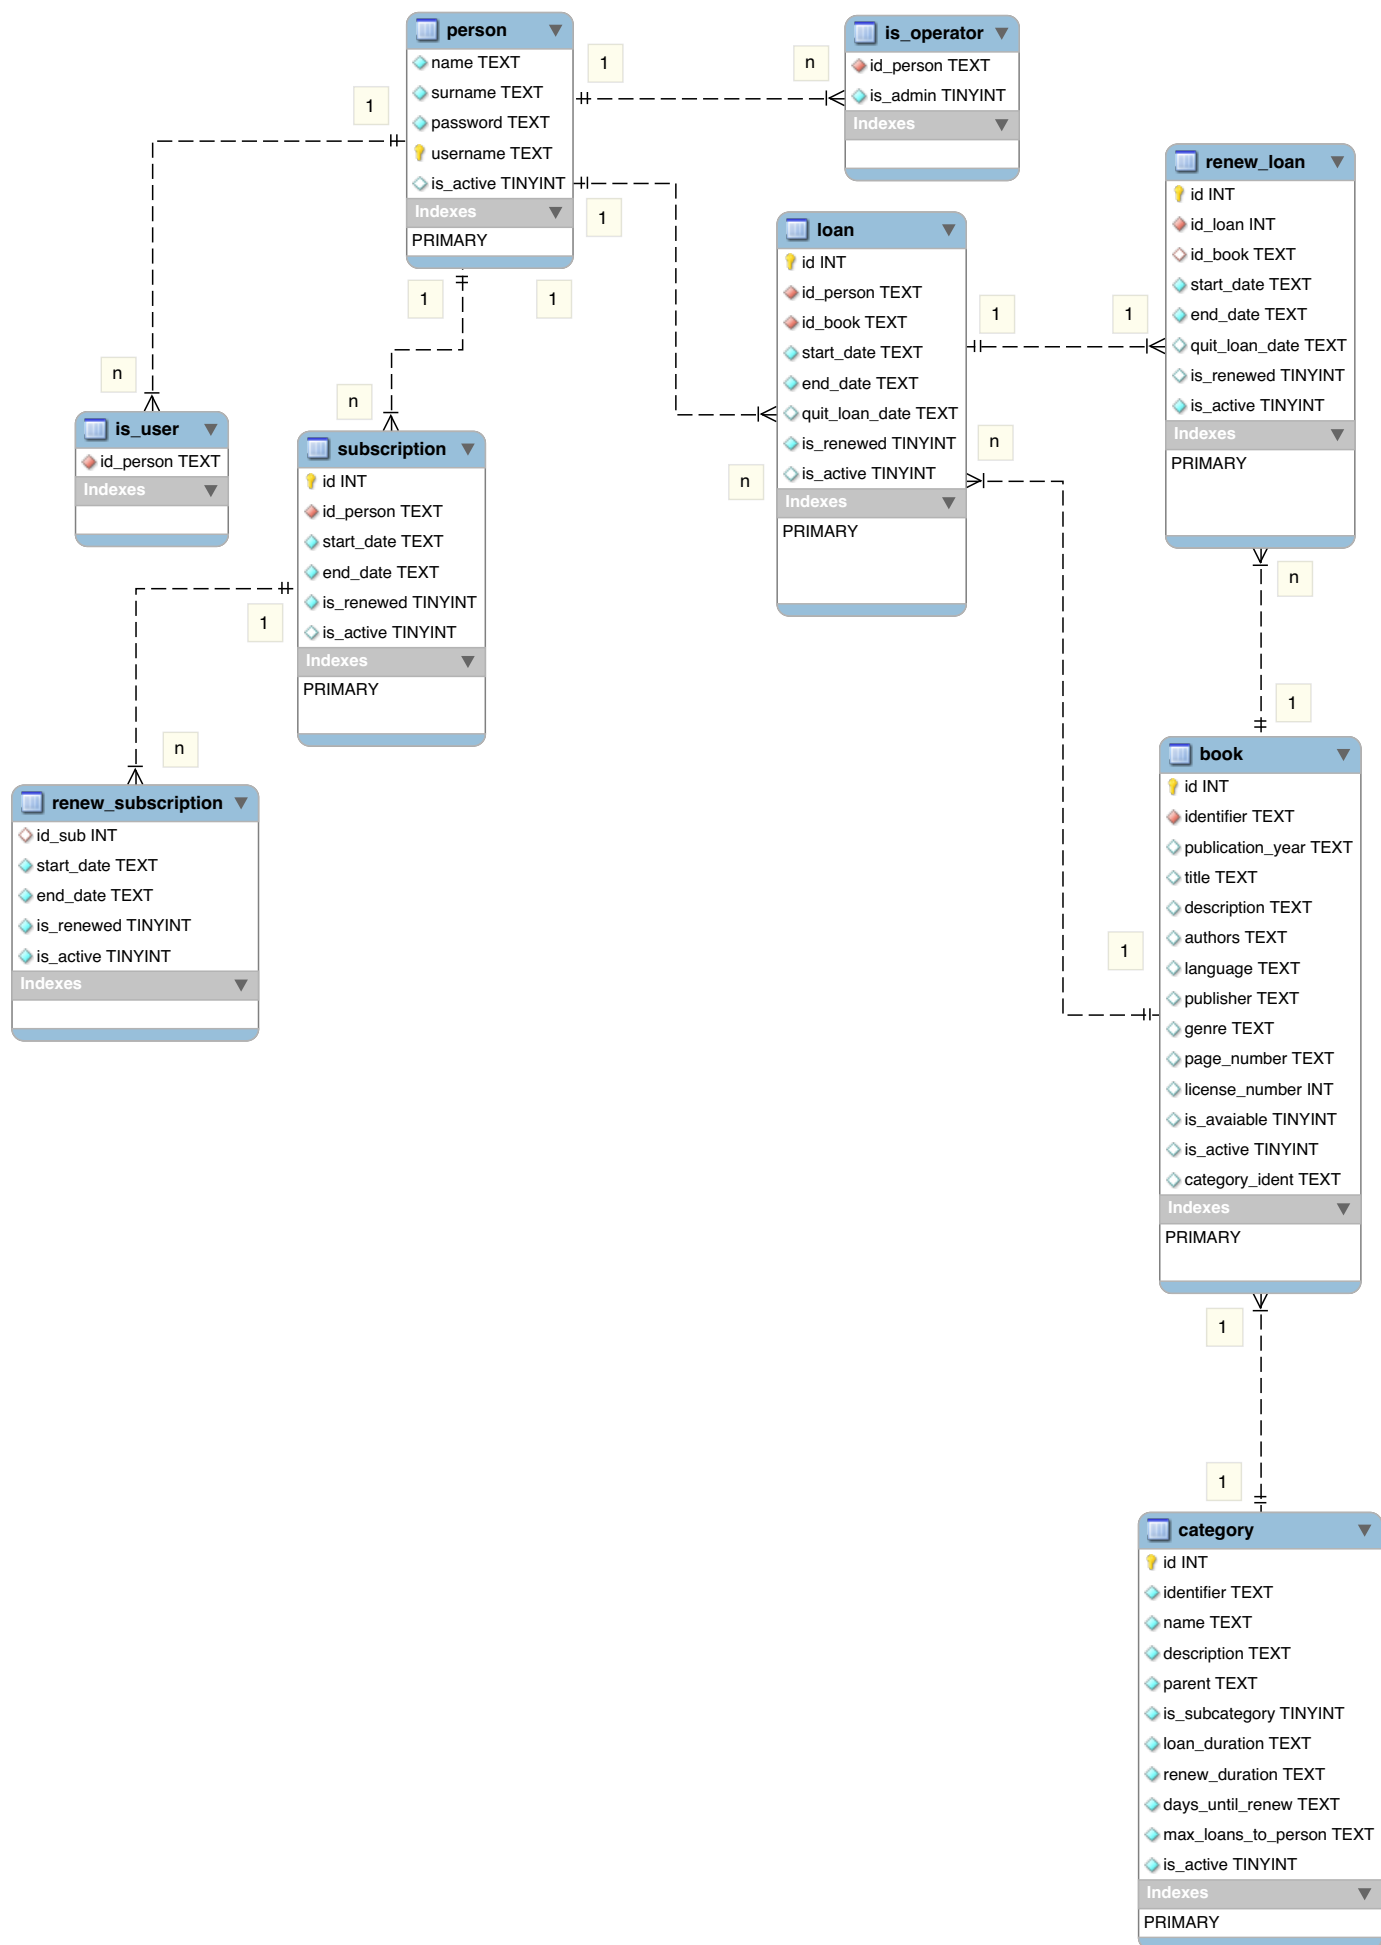 person
name TEXT
surname TEXT
password TEXT
username TEXT
is_active TINYINT
Indexes
PRIMARY
1
n
is_operator
id_person TEXT
is_admin TINYINT
Indexes
1
1
1
1
n
is_user
id_person TEXT
Indexes
n
subscription
id INT
id_person TEXT
start_date TEXT
end_date TEXT
is_renewed TINYINT
is_active TINYINT
Indexes
PRIMARY
1
n
renew_subscription
id_sub INT
start_date TEXT
end_date TEXT
is_renewed TINYINT
is_active TINYINT
Indexes
loan
id INT
id_person TEXT
id_book TEXT
start_date TEXT
end_date TEXT
quit_loan_date TEXT
is_renewed TINYINT
is_active TINYINT
Indexes
PRIMARY
n
n
1
1
renew_loan
id INT
id_loan INT
id_book TEXT
start_date TEXT
end_date TEXT
quit_loan_date TEXT
is_renewed TINYINT
is_active TINYINT
Indexes
PRIMARY
n
1
1
book
id INT
identifier TEXT
publication_year TEXT
title TEXT
description TEXT
authors TEXT
language TEXT
publisher TEXT
genre TEXT
page_number TEXT
license_number INT
is_avaiable TINYINT
is_active TINYINT
category_ident TEXT
Indexes
PRIMARY
1
1
category
id INT
identifier TEXT
name TEXT
description TEXT
parent TEXT
is_subcategory TINYINT
loan_duration TEXT
renew_duration TEXT
days_until_renew TEXT
max_loans_to_person TEXT
is_active TINYINT
Indexes
PRIMARY